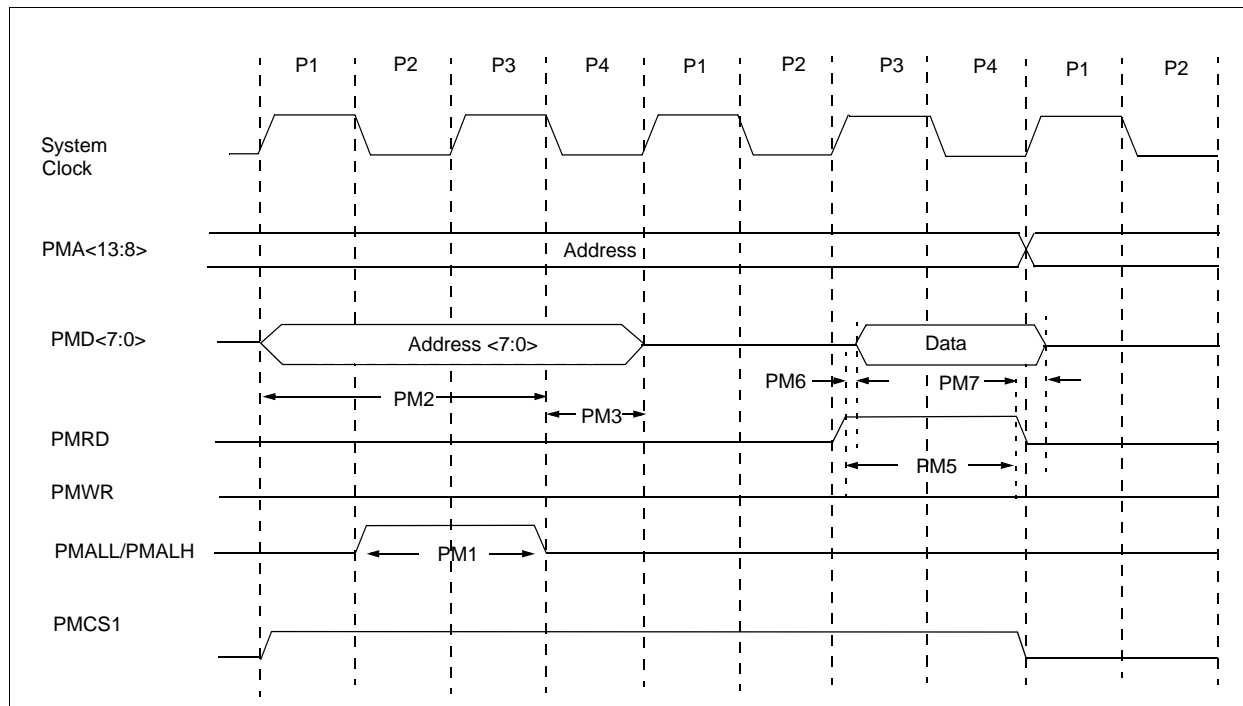 P1 P2 P3 P4 P1 P2 P3 P4 P1 P2
System
Clock
PMA<13:8>
Address
PMD<7:0>
Address <7:0>
Data
PM6
PM7
PM2
PM3
PMRD
PM5
PMWR
PMALL/PMALH
PM1
PMCS1